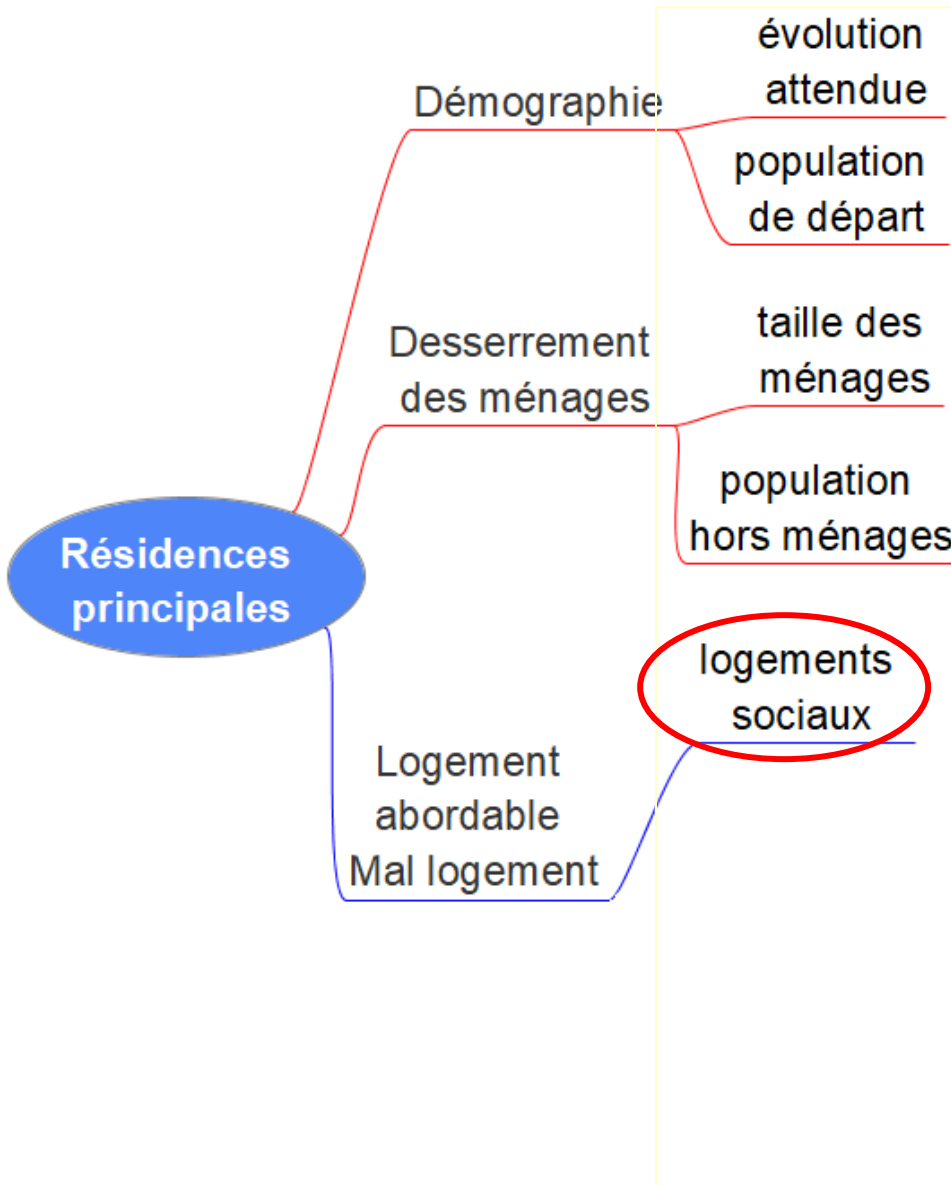 évolution
attendue
Démographie
population
de départ
taille des
ménages
Desserrement
des ménages
population
hors ménages
Résidences
principales
logements
sociaux
Logement
abordable
Mal logement